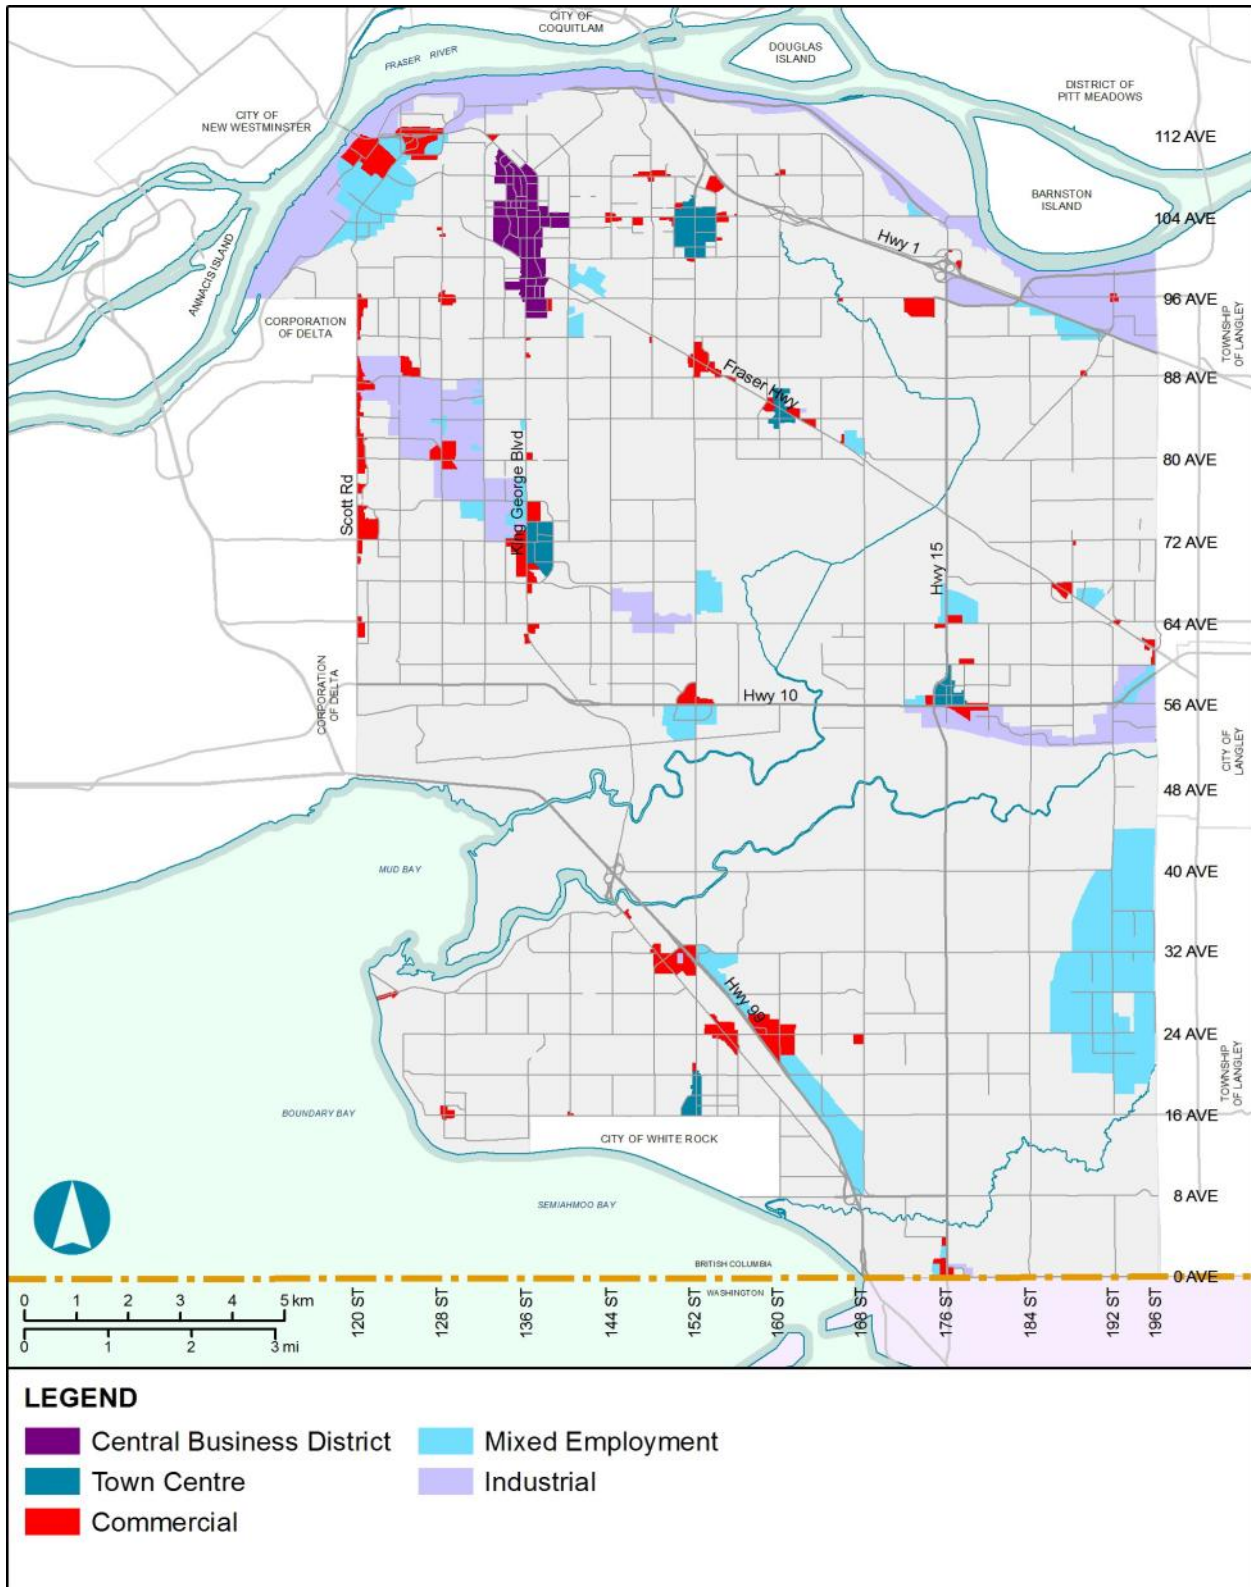 CITY OF
COQUITLAM
DOUGLAS
ISLAND
FRASER RIVER
DISTRICT OF
PITT MEADOWS
CITY OF
NEW WESTMINSTER
112 AVE
BARNSTON
ISLAND
104 AVE
Hwy 1
ANNACIS ISLAND
96 AVE
CORPORATION
OF DELTA
TOWNSHIP
OF LANGLEY
88 AVE
Fraser Hwy
80 AVE
King George Blvd
Scott Rd
72 AVE
Hwy 15
64 AVE
CORPORATION
OF DELTA
Hwy 10
56 AVE
CITY OF
LANGLEY
48 AVE
MUD BAY
40 AVE
32 AVE
Hwy 99
24 AVE
TOWNSHIP
OF LANGLEY
BOUNDARY BAY
16 AVE
CITY OF WHITE ROCK
SEMIAHMOO BAY
8 AVE
BRITISH COLUMBIA
0 AVE
WASHINGTON
0 1 2 3 4 5 km
0 1 2 3 mi
120 ST
128 ST
136 ST
144 ST
152 ST
160 ST
168 ST
176 ST
184 ST
192 ST
196 ST
LEGEND
Central Business District
Mixed Employment
Town Centre
Industrial
Commercial